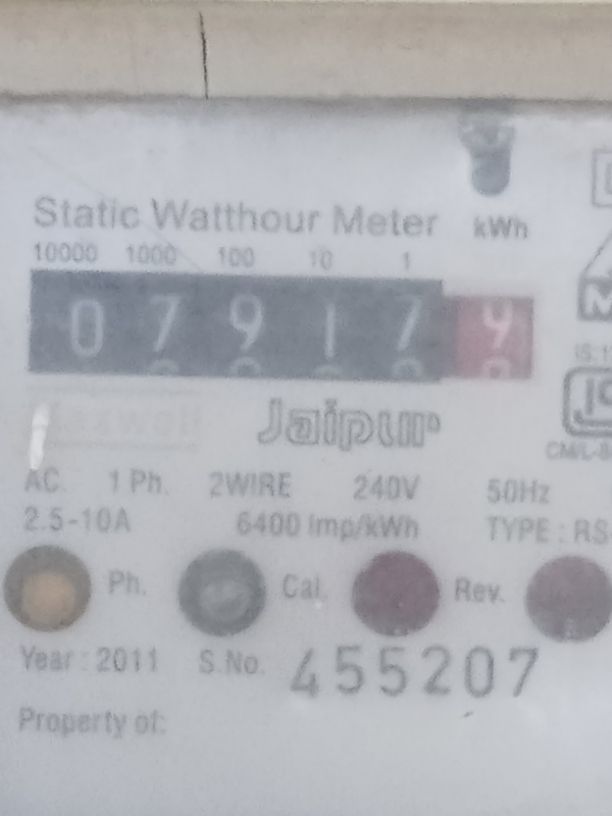 Static Watthour Meter kWh
10000 1000 100 10 1
0 7 9 1 7 9
Jaipur
AC. 1 Ph. 2WIRE 240V 50Hz
2.5-10A 6400 Imp/kWh TYPE : RS
Ph. Cal. Rev.
Year : 2011 S.No. 455207
Property of: